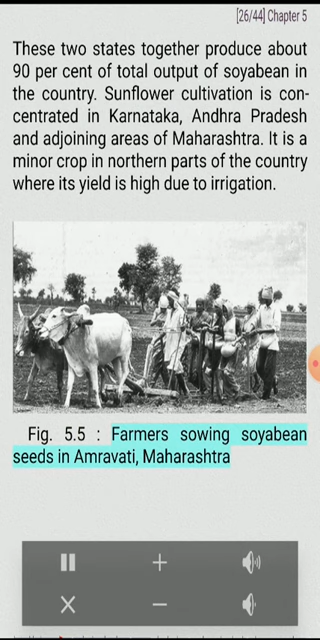 [26/44] Chapter 5
These two states together produce about
90 per cent of total output of soyabean in
the country. Sunflower cultivation is con-
centrated in Karnataka, Andhra Pradesh
and adjoining areas of Maharashtra. It is a
minor crop in northern parts of the country
where its yield is high due to irrigation.
Fig. 5.5 : Farmers sowing soyabean
seeds in Amravati, Maharashtra